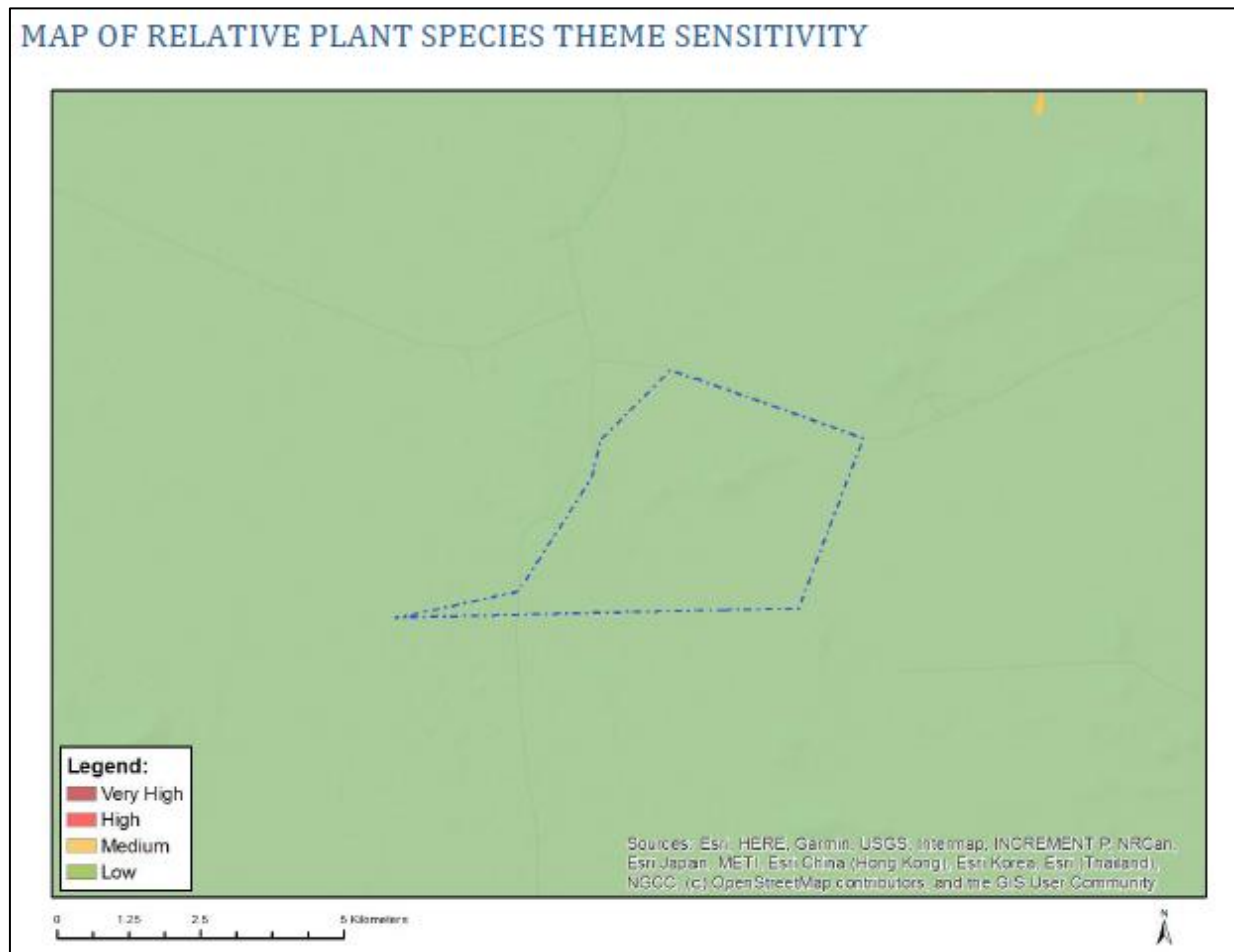 MAP OF RELATIVE PLANT SPECIES THEME SENSITIVITY
Legend:
Very High
High
Medium
Low
Sources: Esri, HERE, Garmin, USGS, Intermap, INCREMENT P, NRCan,
Esri Japan, METI, Esri China (Hong Kong), Esri Korea, Esri (Thailand),
NGCC, (c) OpenStreetMap contributors, and the GIS User Community
0 1.25 2.5 5 Kilometers
N